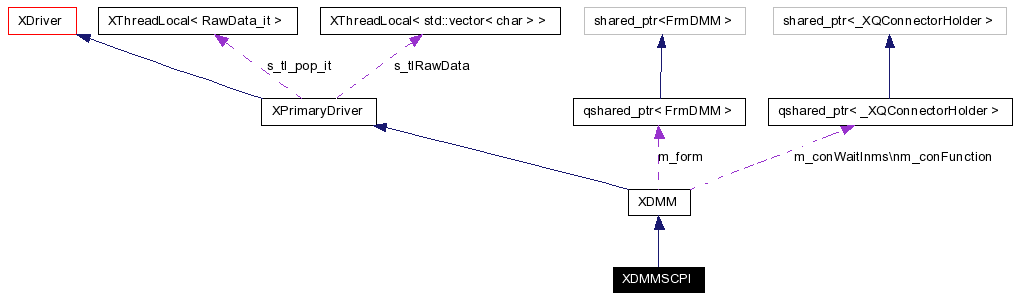 XDriver
XThreadLocal< RawData_it >
XThreadLocal< std::vector< char > >
shared_ptr<FrmDMM >
shared_ptr<_XQConnectorHolder >
s_tl_pop_it
s_tlRawData
XPrimaryDriver
qshared_ptr< FrmDMM >
qshared_ptr< _XQConnectorHolder >
m_form
m_conWaitInms\nm_conFunction
XDMM
XDMMSCPI